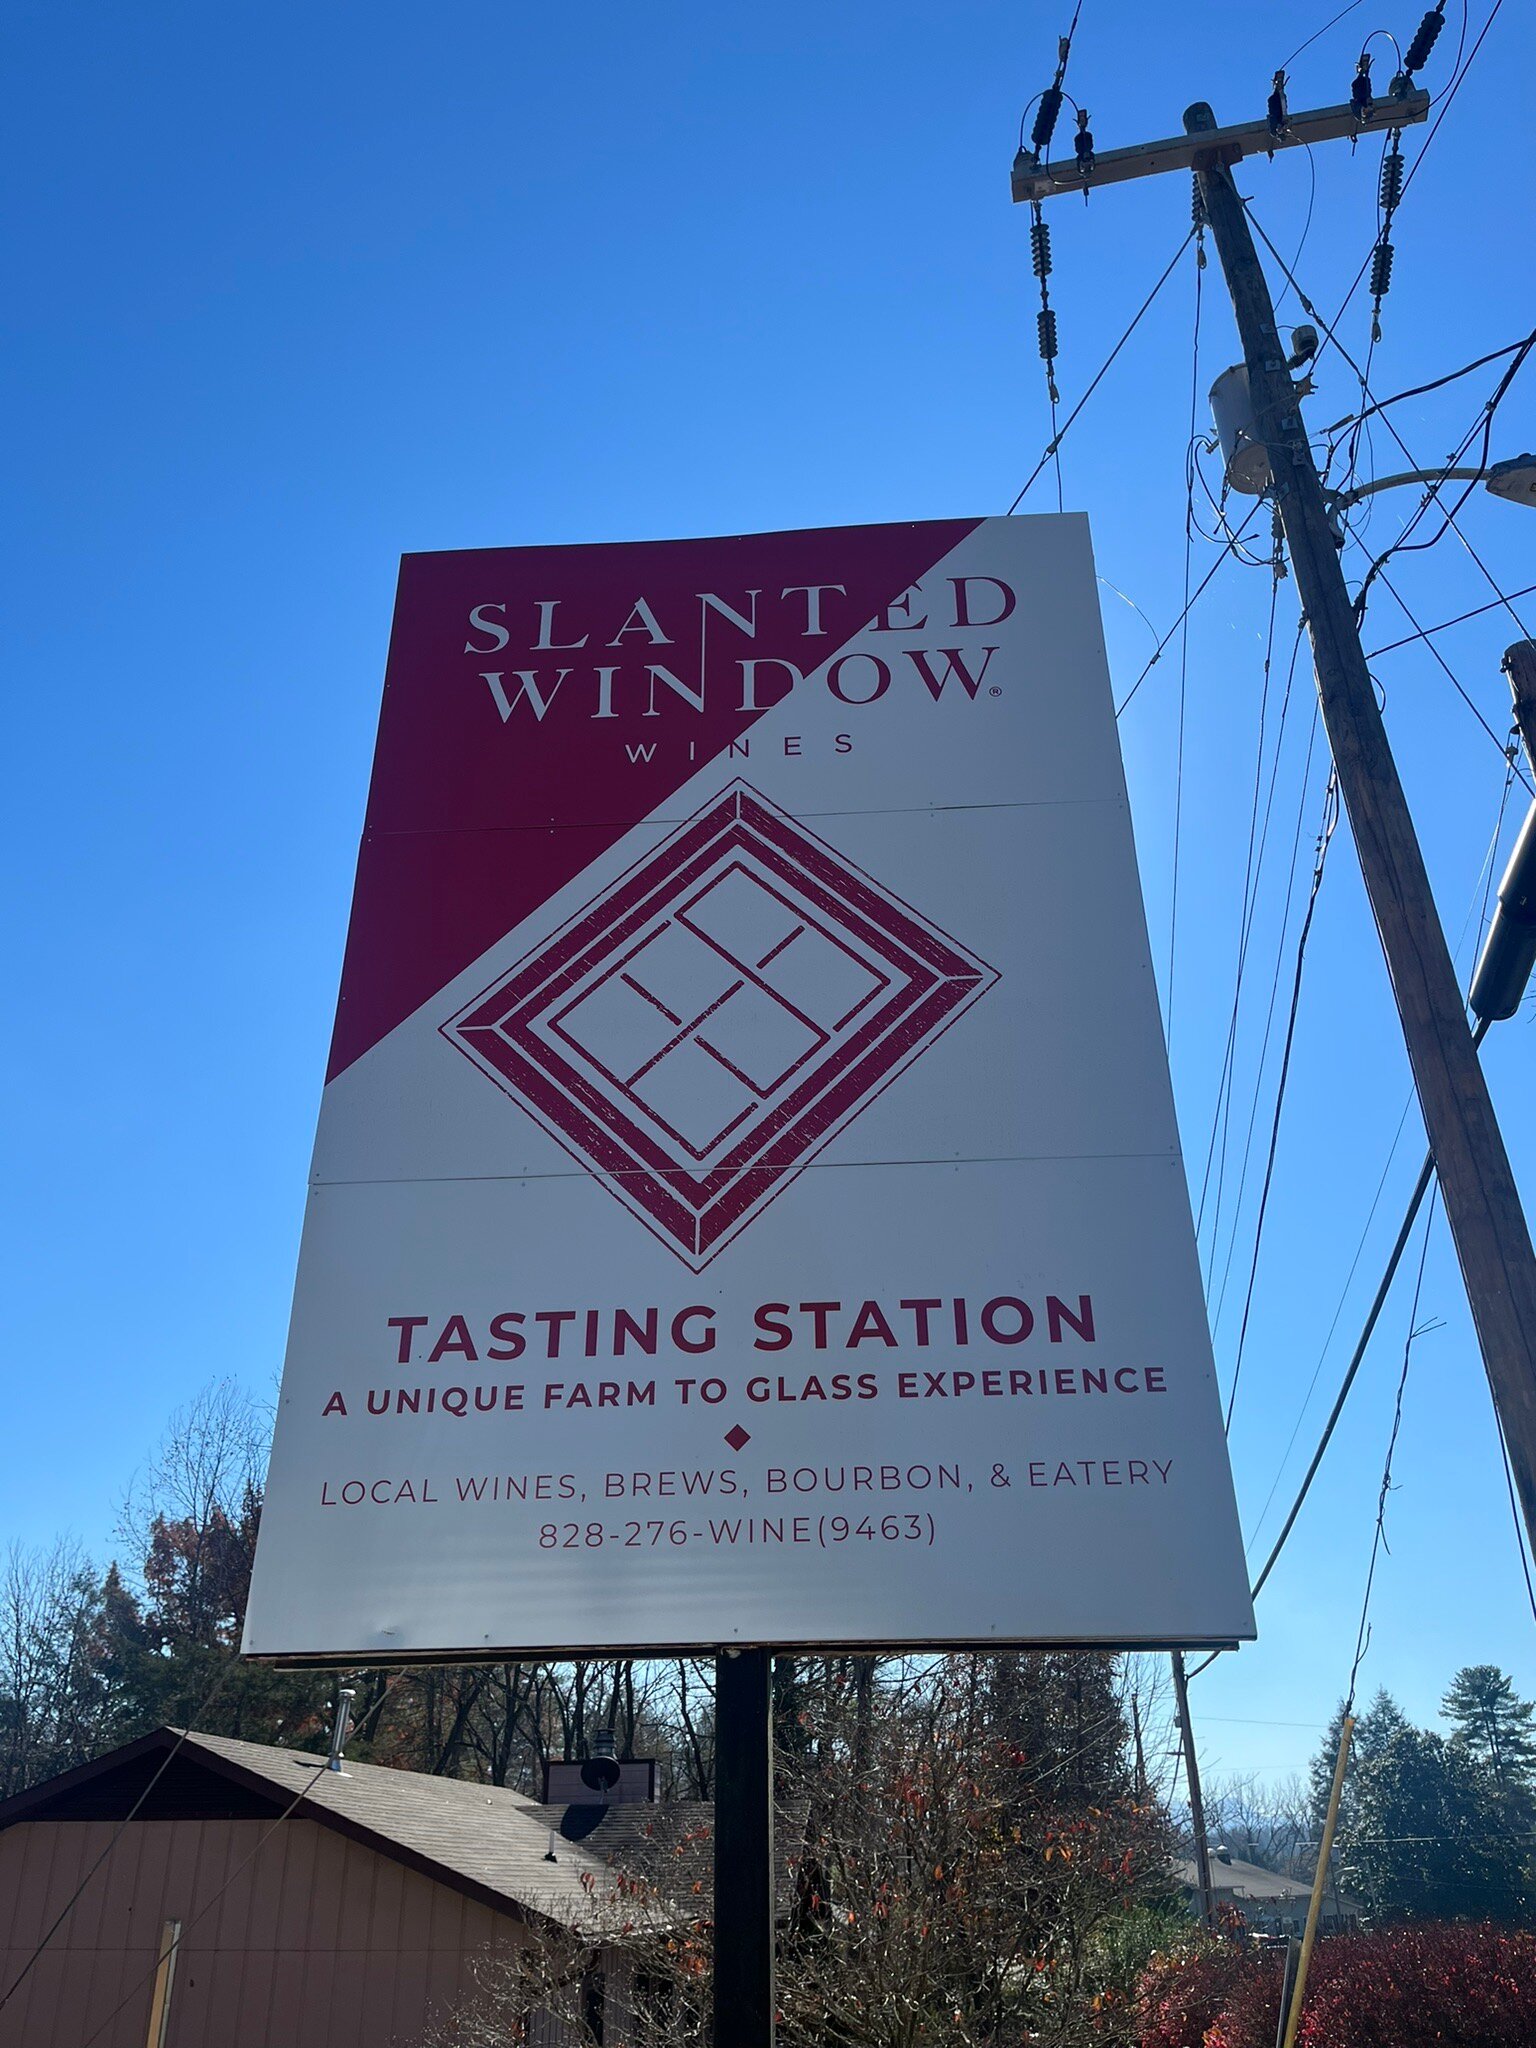 SLANTED
WINDOW®
WINES
TASTING STATION
A UNIQUE FARM TO GLASS EXPERIENCE
LOCAL WINES, BREWS, BOURBON, & EATERY
828-276-WINE(9463)